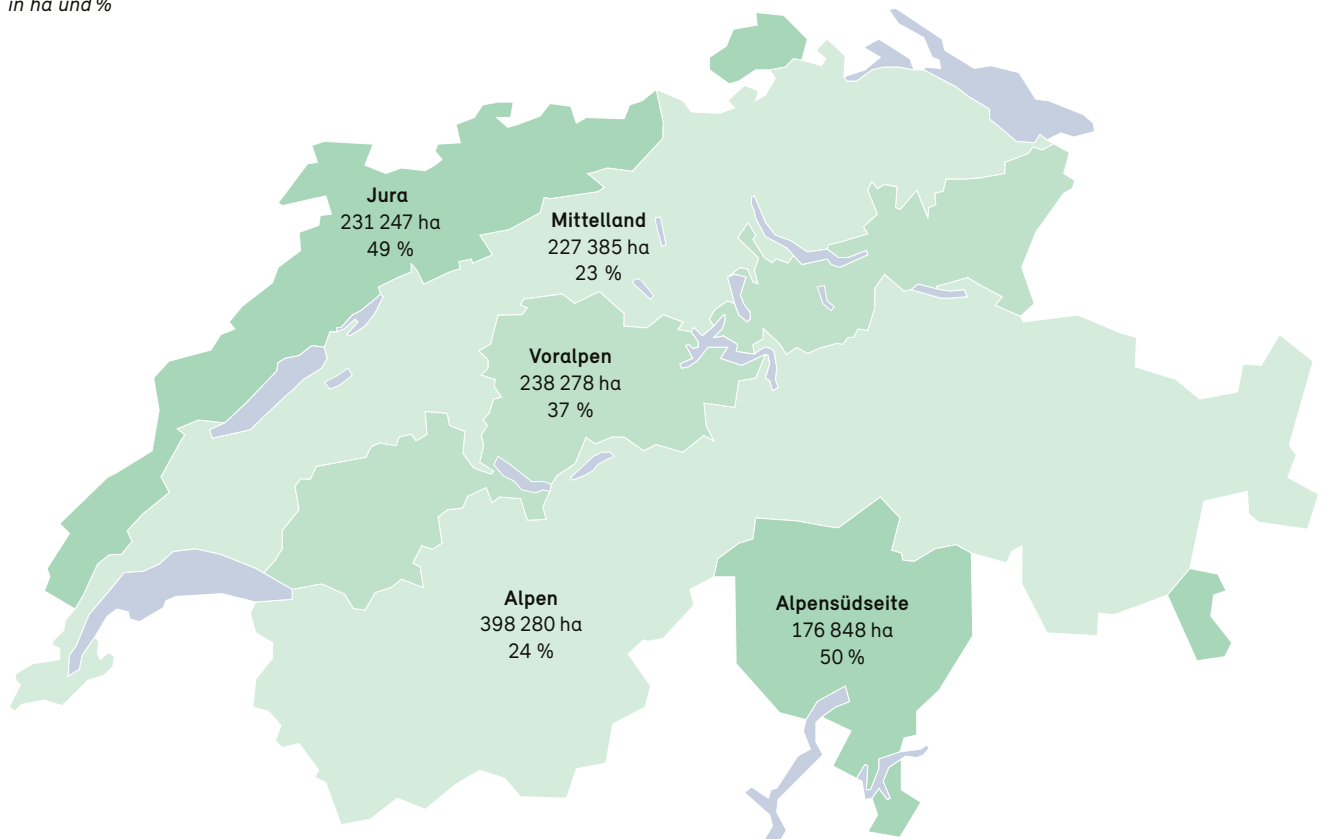 in ha und %
Jura
231 247 ha
49 %
Mittelland
227 385 ha
23 %
Voralpen
238 278 ha
37 %
Alpen
398 280 ha
24 %
Alpensüdseite
176 848 ha
50 %